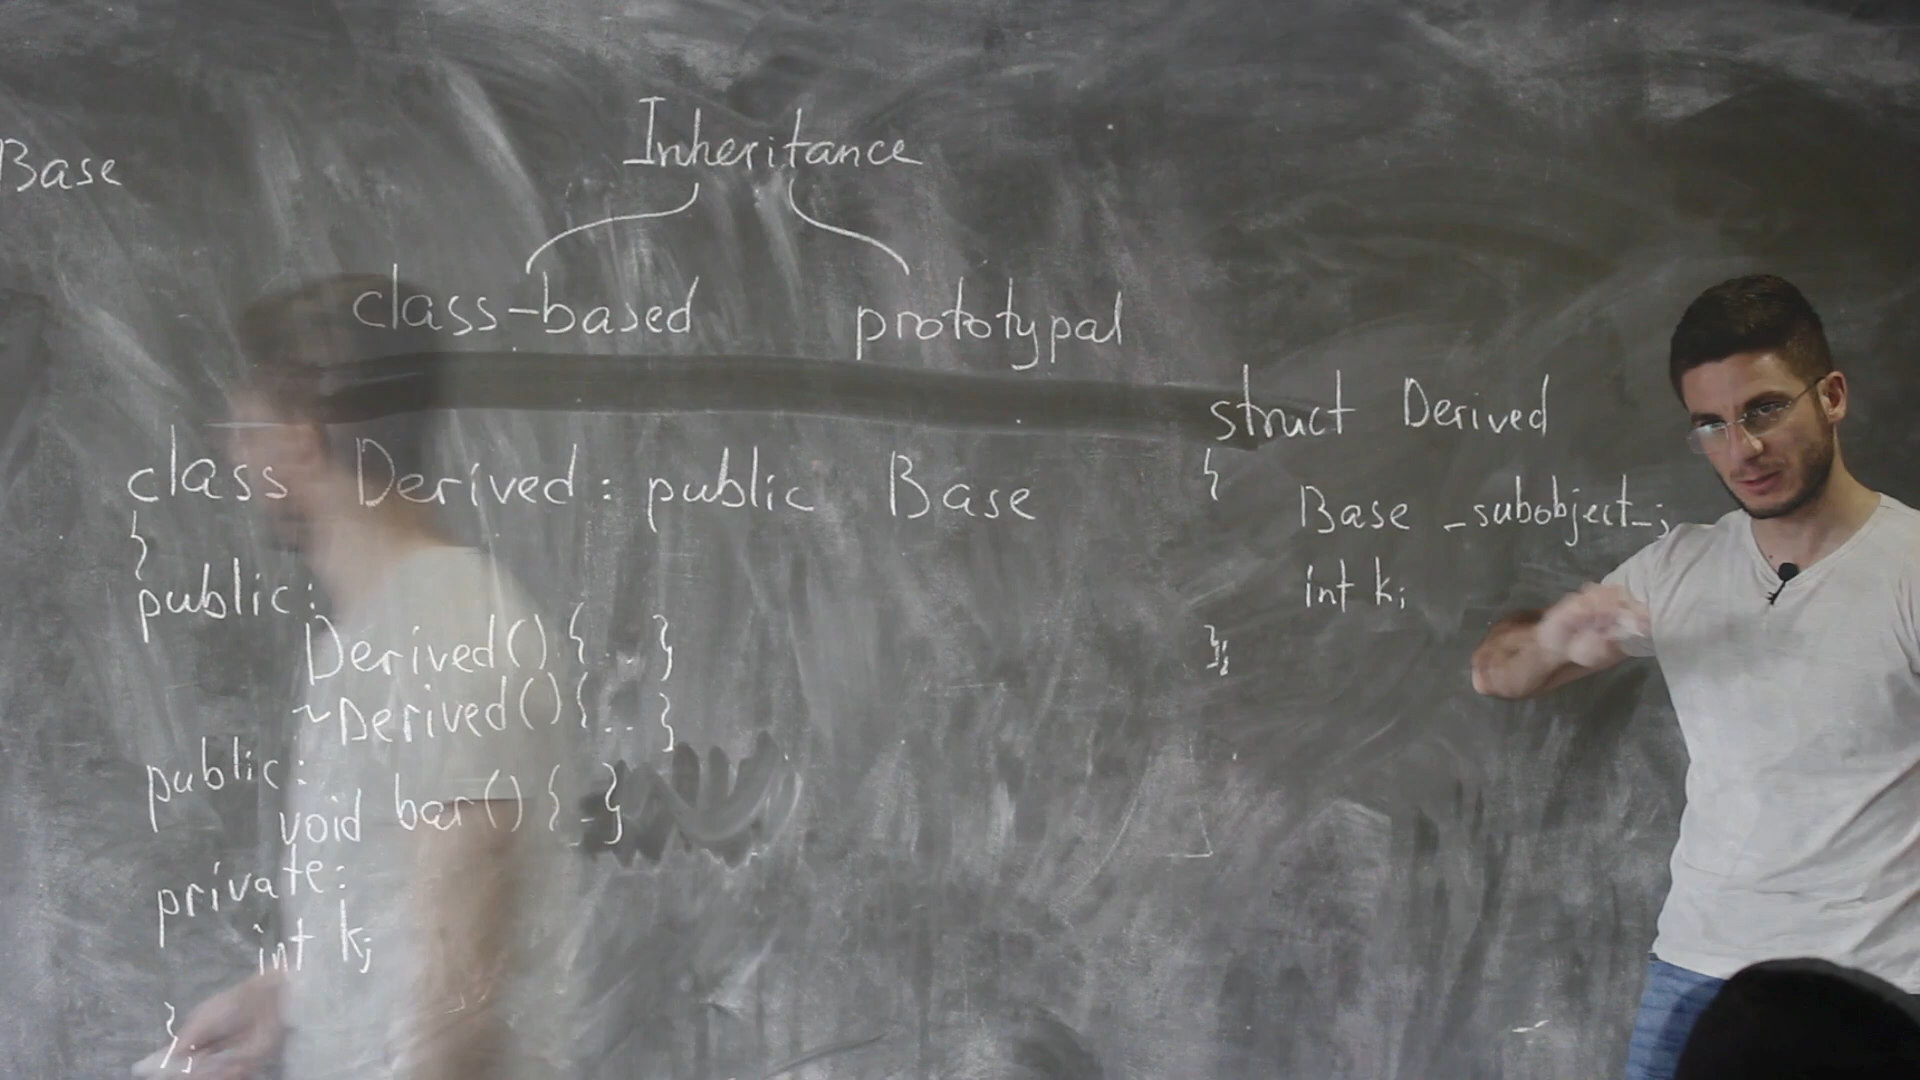 Base
Inheritance
class-based prototypal
class Derived : public Base
{
public:
Derived() { .. }
~Derived() { .. }
public:
void bar() { - }
private:
int k;
};
struct Derived
{
Base _subobject_;
int k;
};